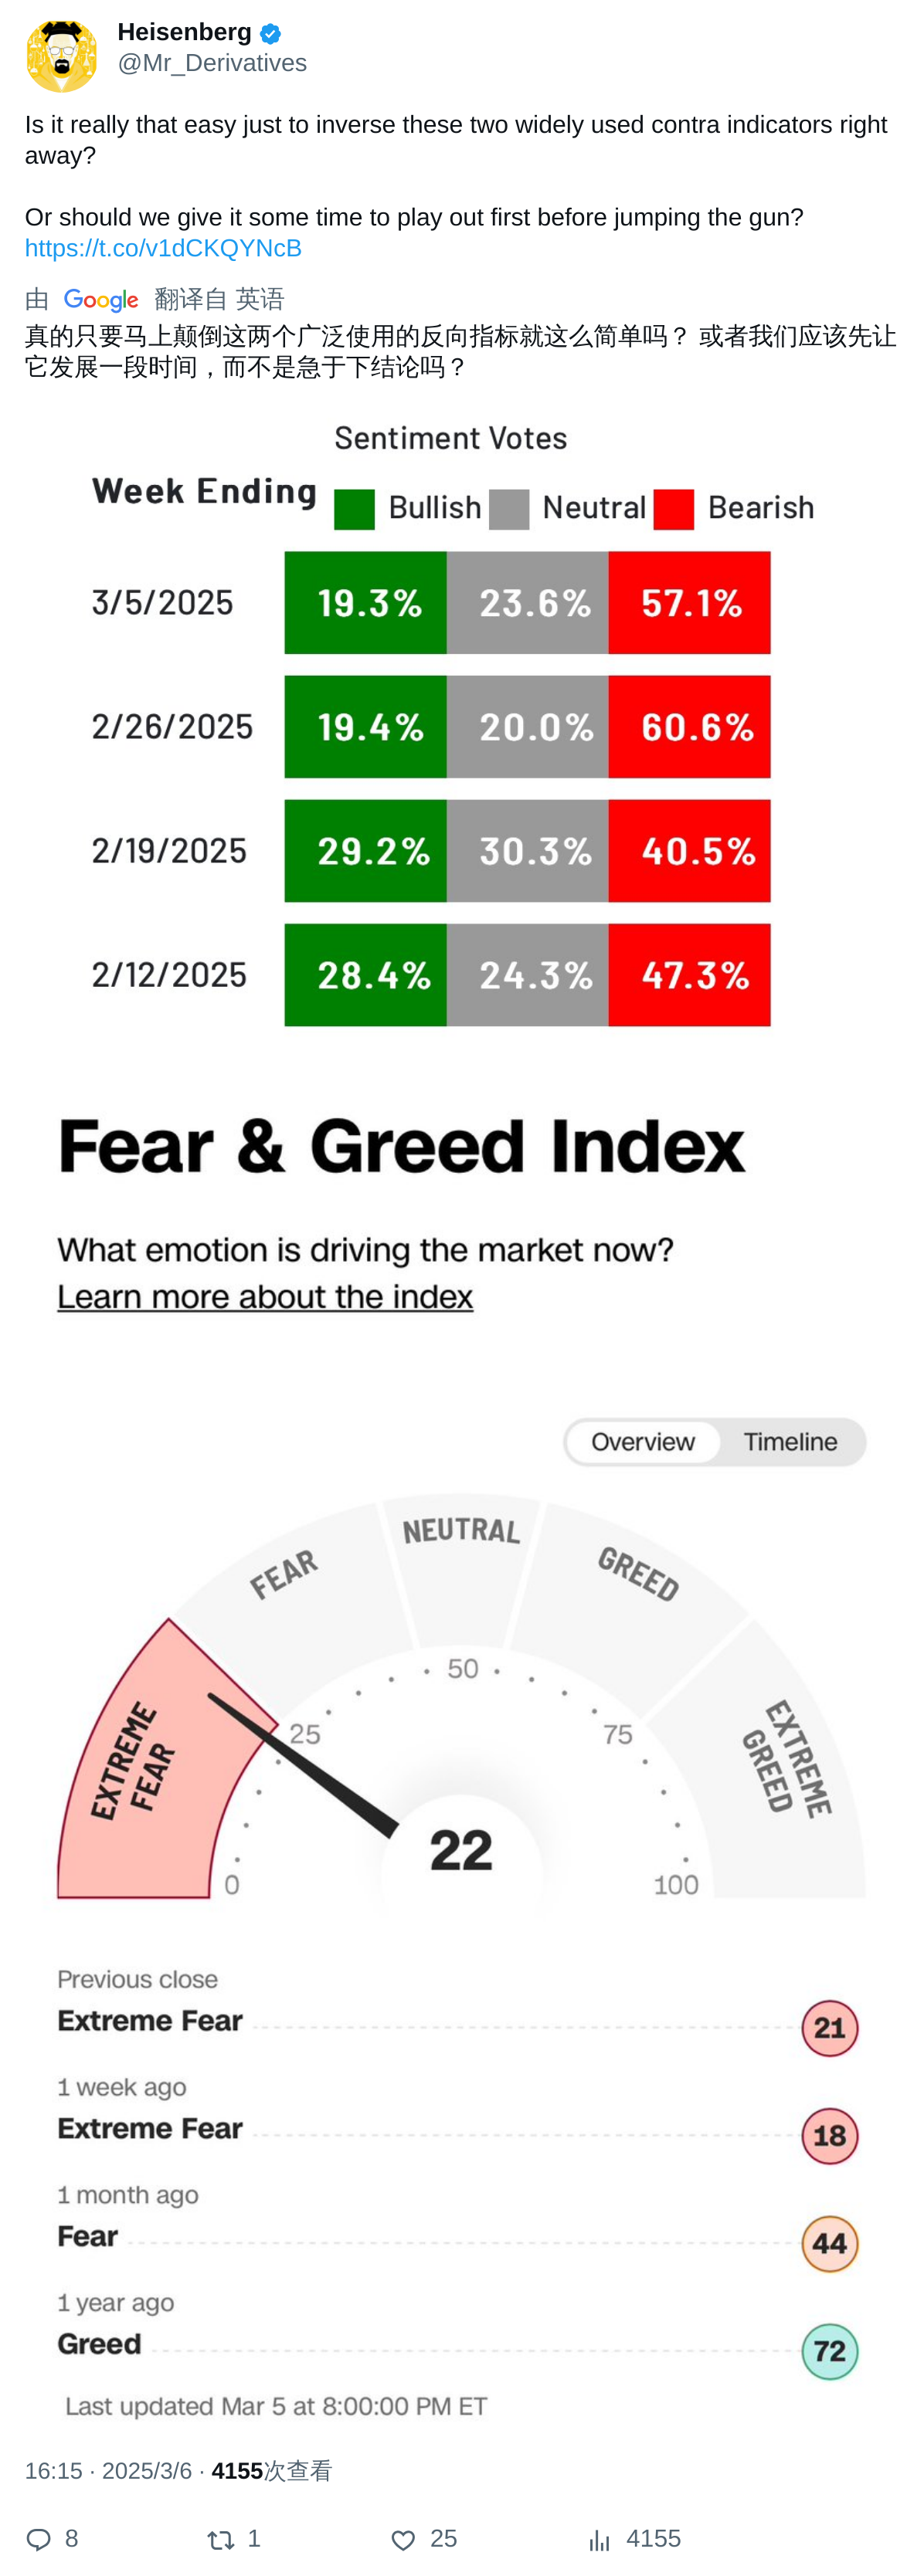 Heisenberg
@Mr_Derivatives
Is it really that easy just to inverse these two widely used contra indicators right
away?
Or should we give it some time to play out first before jumping the gun?
https://t.co/v1dCKQYNcB
由 Google 翻译自 英语
真的只要马上颠倒这两个广泛使用的反向指标就这么简单吗？ 或者我们应该先让
它发展一段时间，而不是急于下结论吗？
Sentiment Votes
Week Ending Bullish Neutral Bearish
3/5/2025 19.3% 23.6% 57.1%
2/26/2025 19.4% 20.0% 60.6%
2/19/2025 29.2% 30.3% 40.5%
2/12/2025 28.4% 24.3% 47.3%
Fear & Greed Index
What emotion is driving the market now?
Learn more about the index
Overview Timeline
EXTREME
FEAR
FEAR
NEUTRAL
GREED
EXTREME
GREED
0
25
50
75
100
22
Previous close
Extreme Fear 21
1 week ago
Extreme Fear 18
1 month ago
Fear 44
1 year ago
Greed 72
Last updated Mar 5 at 8:00:00 PM ET
16:15 · 2025/3/6 · 4155次查看
8 1 25 4155